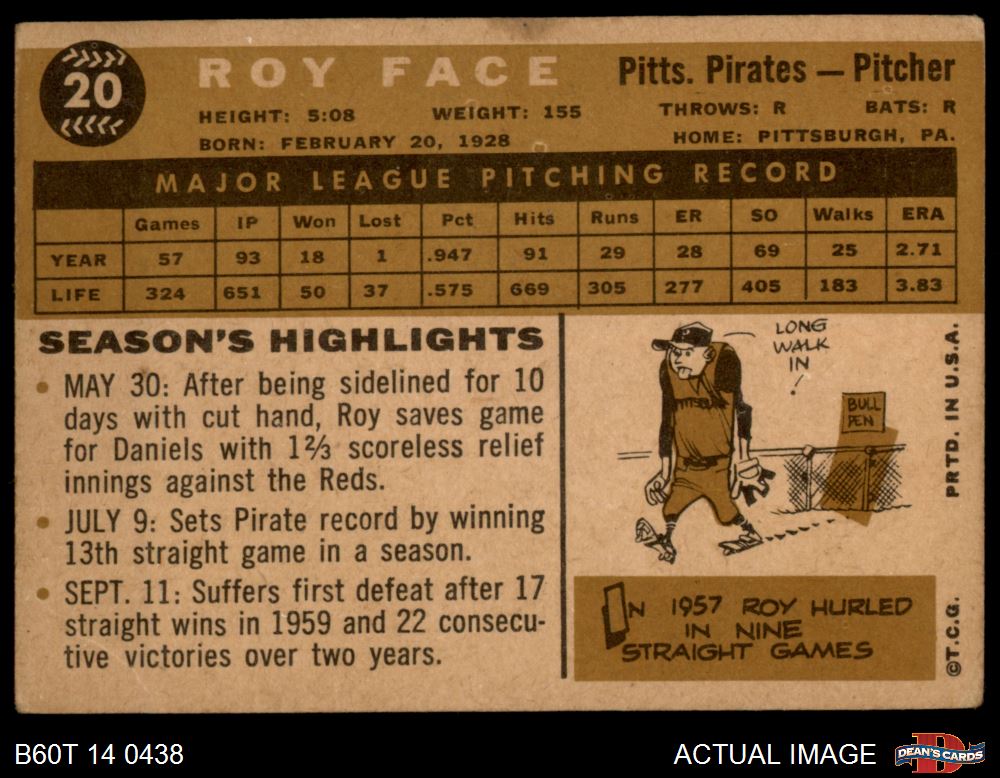 20
ROY FACE
Pitts. Pirates — Pitcher
HEIGHT: 5:08 WEIGHT: 155 THROWS: R BATS: R
BORN: FEBRUARY 20, 1928 HOME: PITTSBURGH, PA.
MAJOR LEAGUE PITCHING RECORD
Games IP Won Lost Pct Hits Runs ER SO Walks ERA
YEAR 57 93 18 1 .947 91 29 28 69 25 2.71
LIFE 324 651 50 37 .575 669 305 277 405 183 3.83
SEASON'S HIGHLIGHTS
• MAY 30: After being sidelined for 10
days with cut hand, Roy saves game
for Daniels with 1⅔ scoreless relief
innings against the Reds.
• JULY 9: Sets Pirate record by winning
13th straight game in a season.
• SEPT. 11: Suffers first defeat after 17
straight wins in 1959 and 22 consecu-
tive victories over two years.
LONG
WALK
IN
!
BULL
PEN
IN 1957 ROY HURLED
IN NINE
STRAIGHT GAMES
©T.C.G. PRTD. IN U.S.A.
B60T 14 0438
ACTUAL IMAGE
DEAN'S CARDS